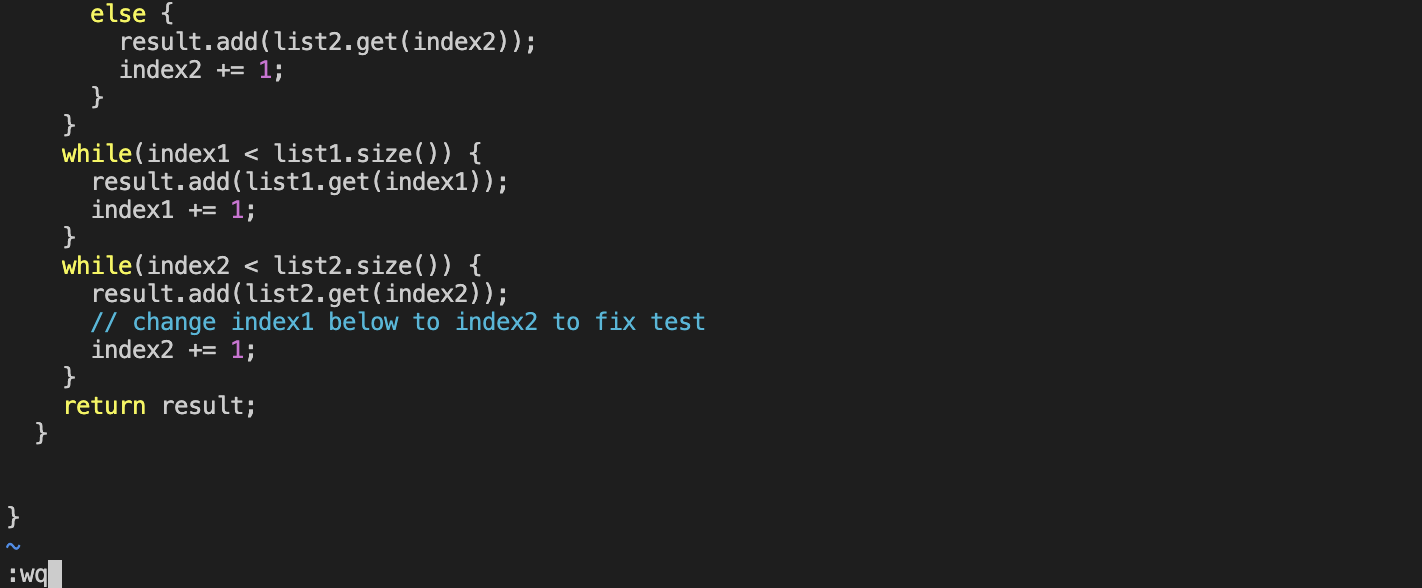 else {
        result.add(list2.get(index2));
        index2 += 1;
      }
    }
    while(index1 < list1.size()) {
      result.add(list1.get(index1));
      index1 += 1;
    }
    while(index2 < list2.size()) {
      result.add(list2.get(index2));
      // change index1 below to index2 to fix test
      index2 += 1;
    }
    return result;
  }
}
~
:wq